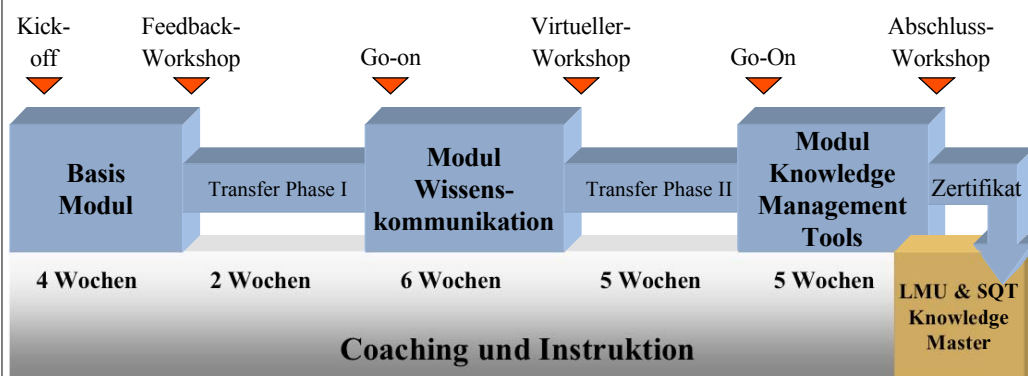 Kick-
off
Feedback-
Workshop
Go-on
Virtueller-
Workshop
Go-On
Abschluss-
Workshop
Basis
Modul
Transfer Phase I
Modul
Wissens-
kommunikation
Transfer Phase II
Modul
Knowledge
Management
Tools
Zertifikat
4 Wochen
2 Wochen
6 Wochen
5 Wochen
5 Wochen
LMU & SQT
Knowledge
Master
Coaching und Instruktion